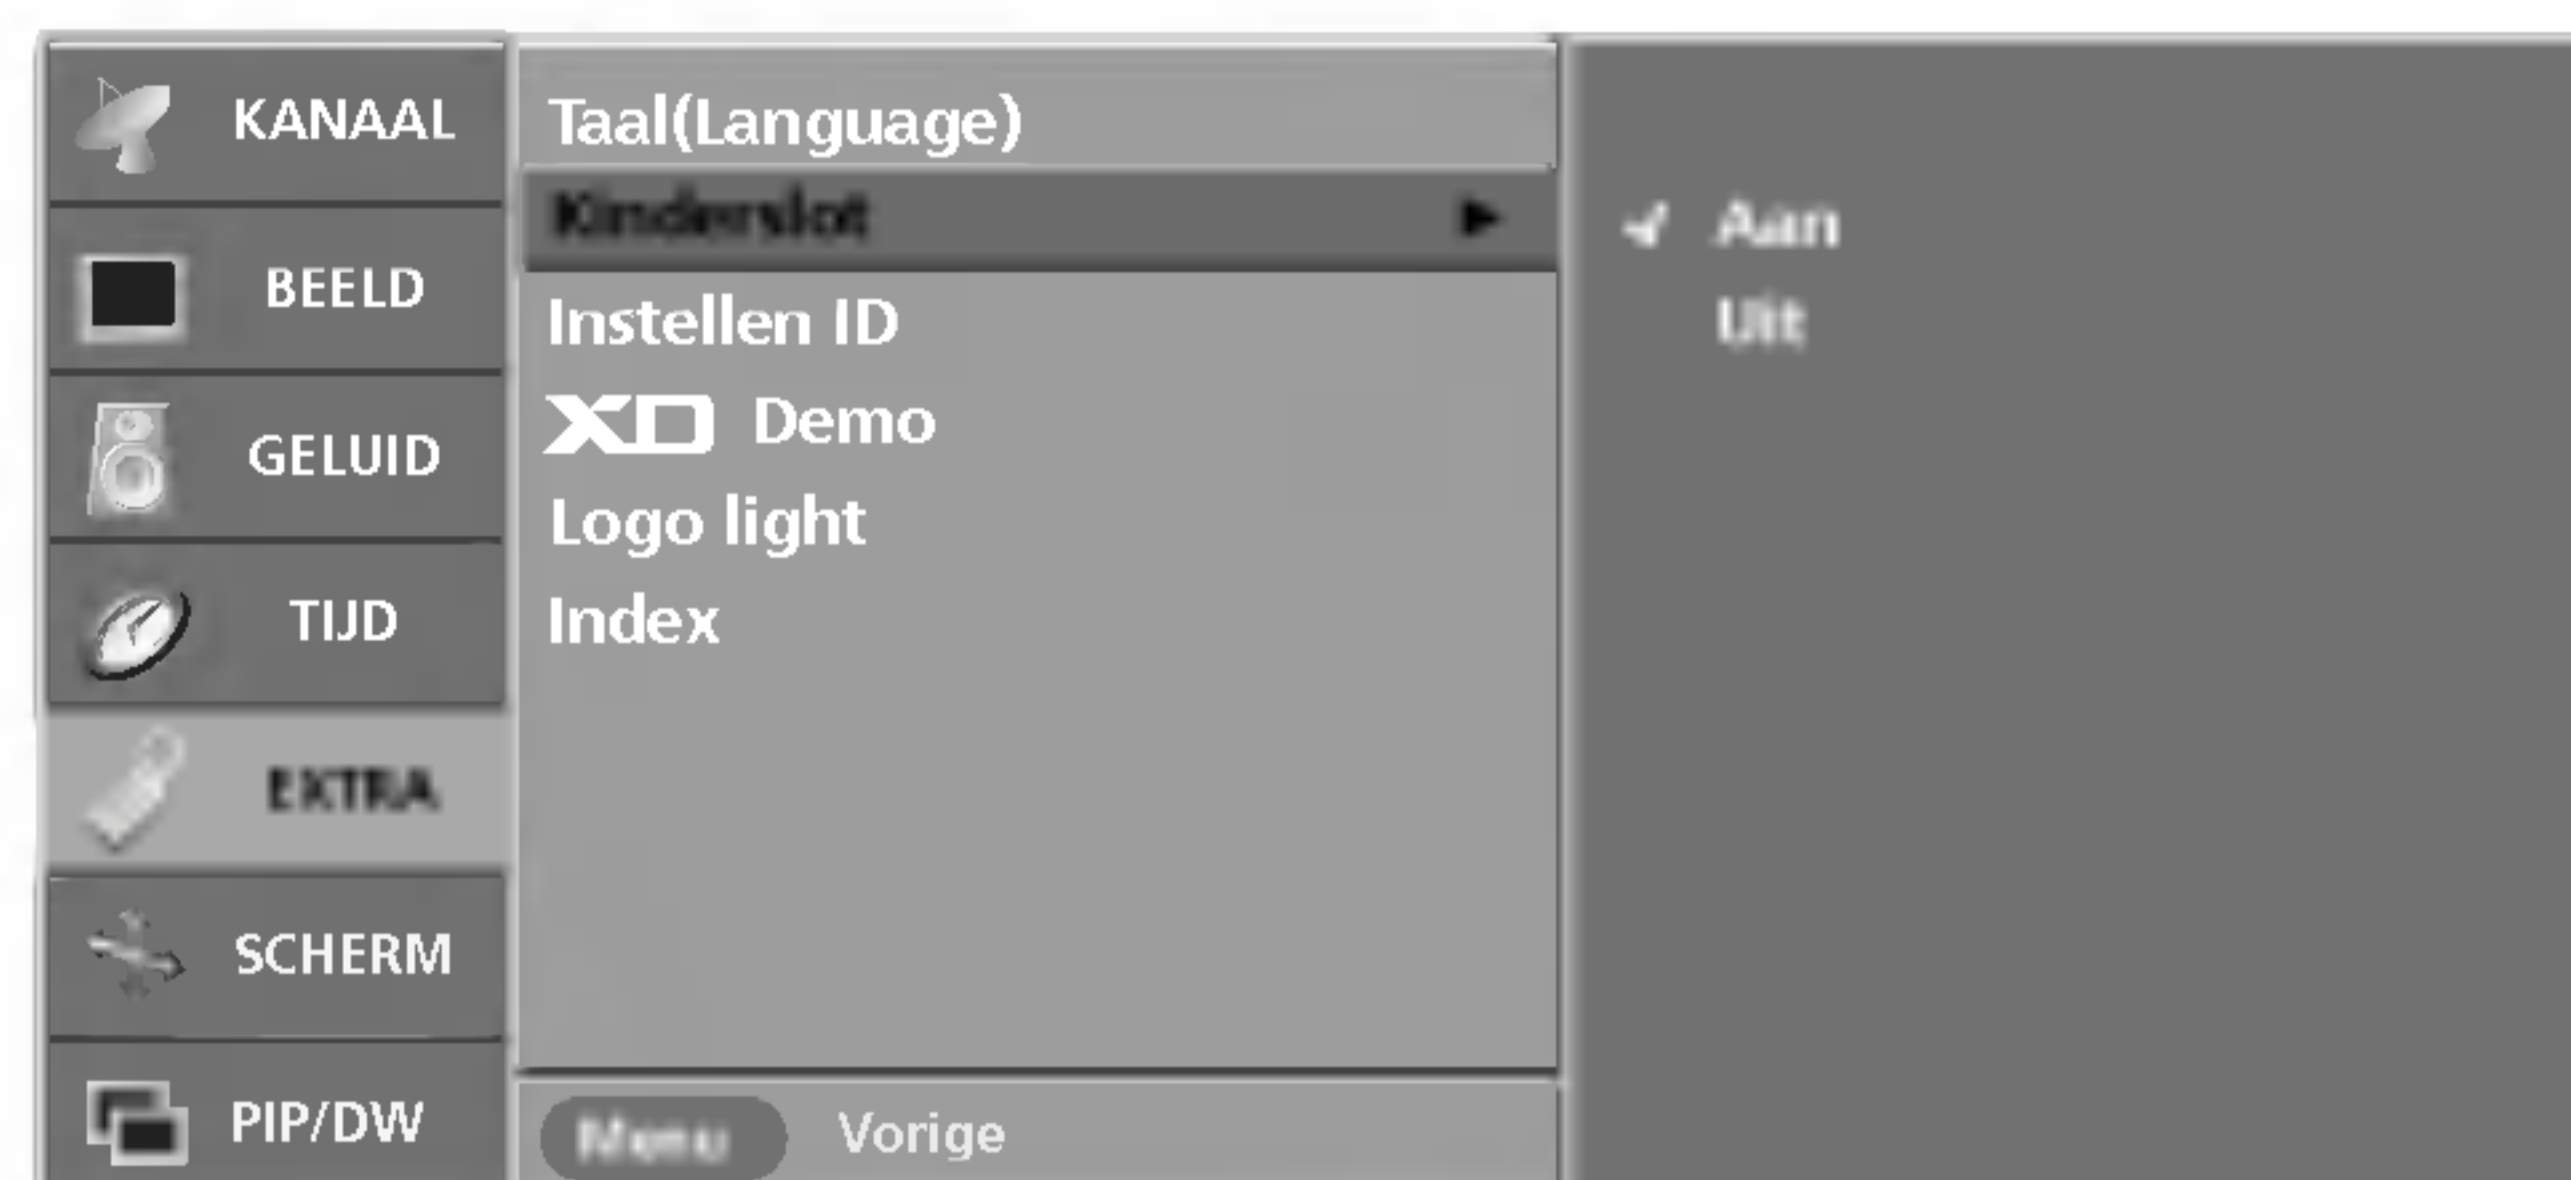 KANAAL
BEELD
GELUID
TIJD
EXTRA
SCHERM
PIP/DW
Taal(Language)
Kinderslot
Instellen ID
XD Demo
Logo light
Index
Menu Vorige
Aan
Uit